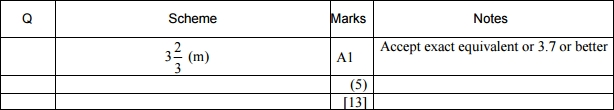 Q Scheme Marks Notes
3 2/3 (m) A1 Accept exact equivalent or 3.7 or better
(5)
[13]